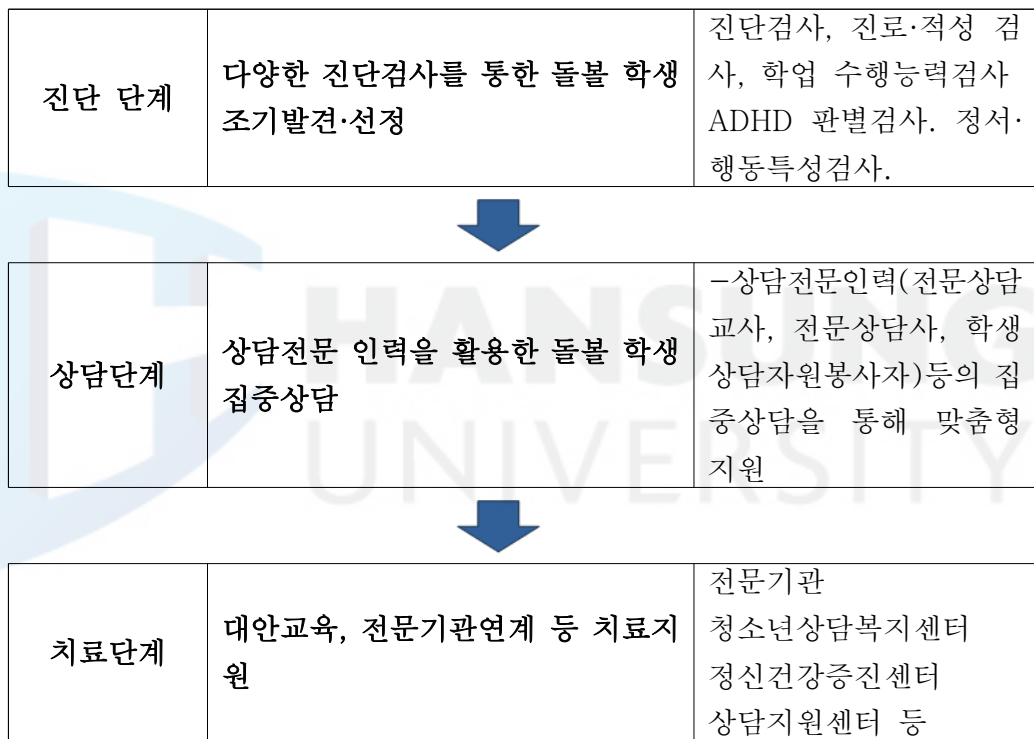 진단 단계
다양한 진단검사를 통한 돌볼 학생
조기발견·선정
진단검사, 진로·적성 검
사, 학업 수행능력검사
ADHD 판별검사. 정서·
행동특성검사.
상담단계
상담전문 인력을 활용한 돌볼 학생
집중상담
-상담전문인력(전문상담
교사, 전문상담사, 학생
상담자원봉사자)등의 집
중상담을 통해 맞춤형
지원
치료단계
대안교육, 전문기관연계 등 치료지
원
전문기관
청소년상담복지센터
정신건강증진센터
상담지원센터 등
HANSUNG
UNIVERSITY